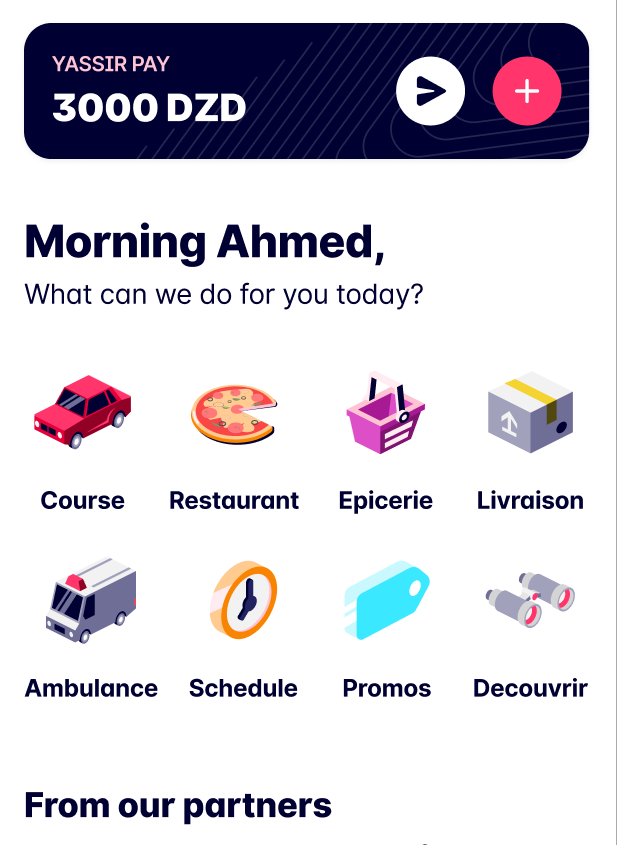 YASSIR PAY
3000 DZD
Morning Ahmed,
What can we do for you today?
Course
Restaurant
Epicerie
Livraison
Ambulance
Schedule
Promos
Decouvrir
From our partners